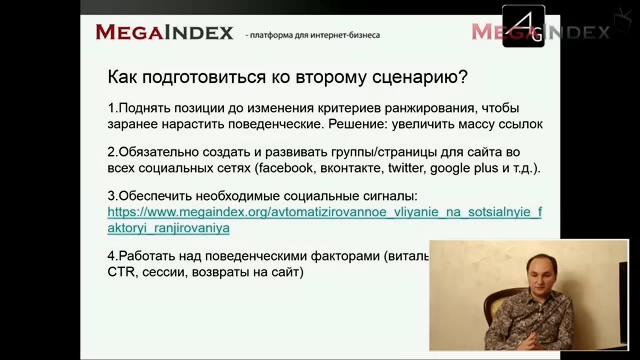 MEGAINDEX - платформа для интернет-бизнеса
AG
MEGAINDEX
Как подготовиться ко второму сценарию?
1.Поднять позиции до изменения критериев ранжирования, чтобы
заранее нарастить поведенческие. Решение: увеличить массу ссылок
2.Обязательно создать и развивать группы/страницы для сайта во
всех социальных сетях (facebook, вконтакте, twitter, google plus и т.д.).
3.Обеспечить необходимые социальные сигналы:
https://www.megaindex.org/avtomatizirovannoe_vliyanie_na_sotsialnyie_f
aktoryi_ranjirovaniya
4.Работать над поведенческими факторами
CTR, сессии, возвраты на сайт)